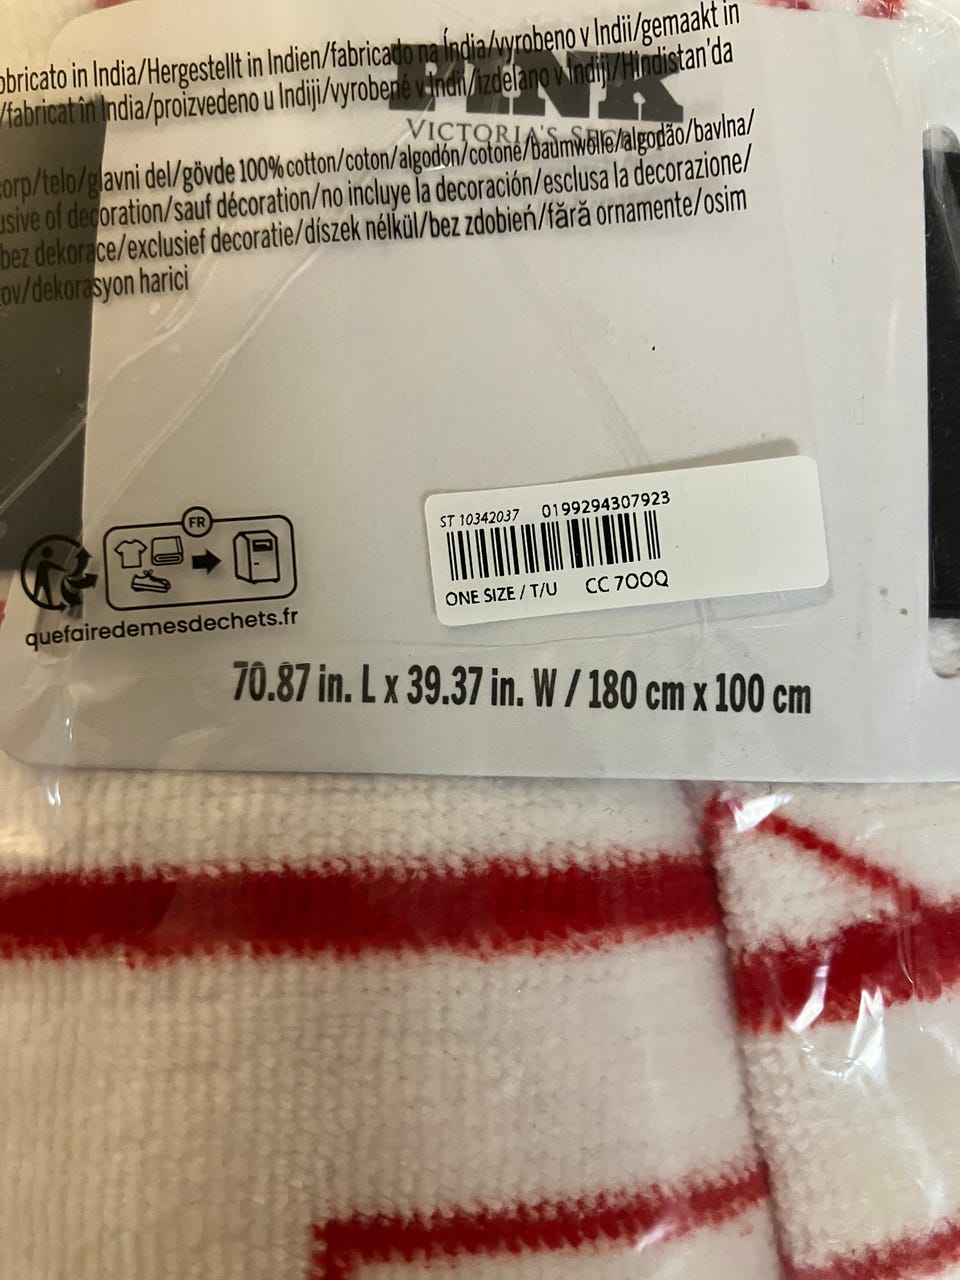 bbricato in India/Hergestellt in Indien/fabricado na Índia/vyrobeno v Indii/gemaakt in
/fabricat în India/proizvedeno u Indiji/vyrobené v Indii/izdelano v Indiji/Hindistan'da
PINK
VICTORIA'S SECRET
corp/telo/glavni del/gövde 100% cotton/coton/algodón/cotone/baumwolle/algodão/bavlna/
usive of decoration/sauf décoration/no incluye la decoración/esclusa la decorazione/
bez dekorace/exclusief decoratie/díszek nélkül/bez zdobień/fără ornamente/osim
ov/dekorasyon harici
ST 10342037 0199294307923
ONE SIZE / T/U CC 700Q
FR
quefairedemesdechets.fr
70.87 in. L x 39.37 in. W / 180 cm x 100 cm